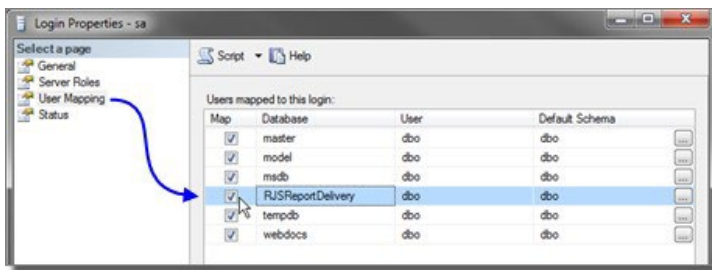 Login Properties - sa
Select a page
General
Server Roles
User Mapping
Status
Script Help
Users mapped to this login:
Map Database User Default Schema
master dbo dbo ...
model dbo dbo ...
msdb dbo dbo ...
RJSReportDelivery dbo dbo ...
tempdb dbo dbo ...
webdocs dbo dbo ...